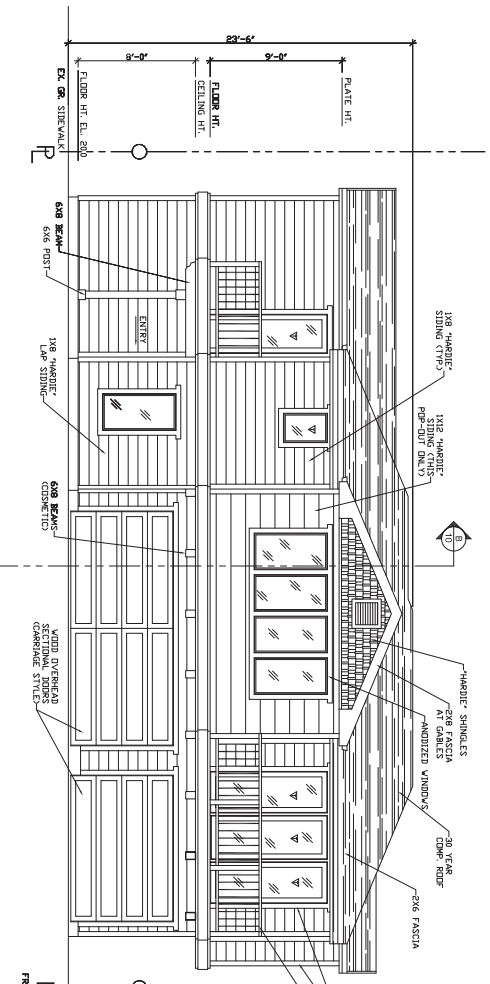 23'-6"
8'-0"
9'-0"
EX. GR. SIDEWALK
FLOOR HT. EL. 20.0
CEILING HT.
FLOOR HT.
PLATE HT.
6X8 BEAM
6X6 POST
ENTRY
1X8 "HARDIE"
LAP SIDING
1X8 "HARDIE"
SIDING (TYP.)
1X12 "HARDIE"
SIDING (THIS
POP-OUT ONLY)
6X8 BEAMS
(COSMETIC)
B
10
WOOD OVERHEAD
SECTIONAL DOORS
(CARRIAGE STYLE)
"HARDIE" SHINGLES
2X8 FASCIA
AT GABLES
ANODIZED WINDOWS
30 YEAR
COMP. ROOF
2X6 FASCIA
FR